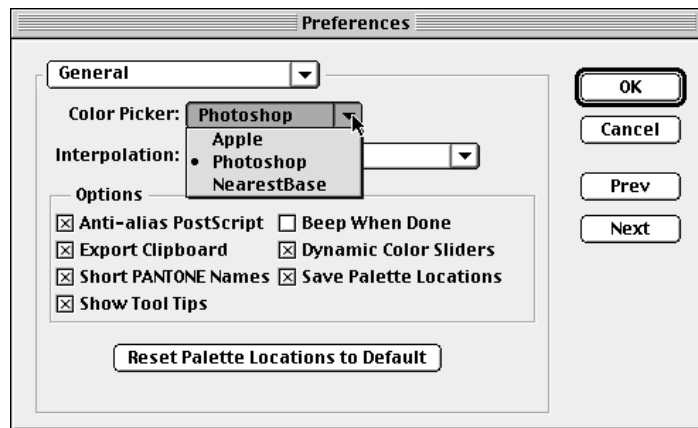 Preferences
General
Color Picker: Photoshop
Apple
Interpolation:
• Photoshop
NearestBase
Options
Anti-alias PostScript Beep When Done
Export Clipboard Dynamic Color Sliders
Short PANTONE Names Save Palette Locations
Show Tool Tips
Reset Palette Locations to Default
OK
Cancel
Prev
Next